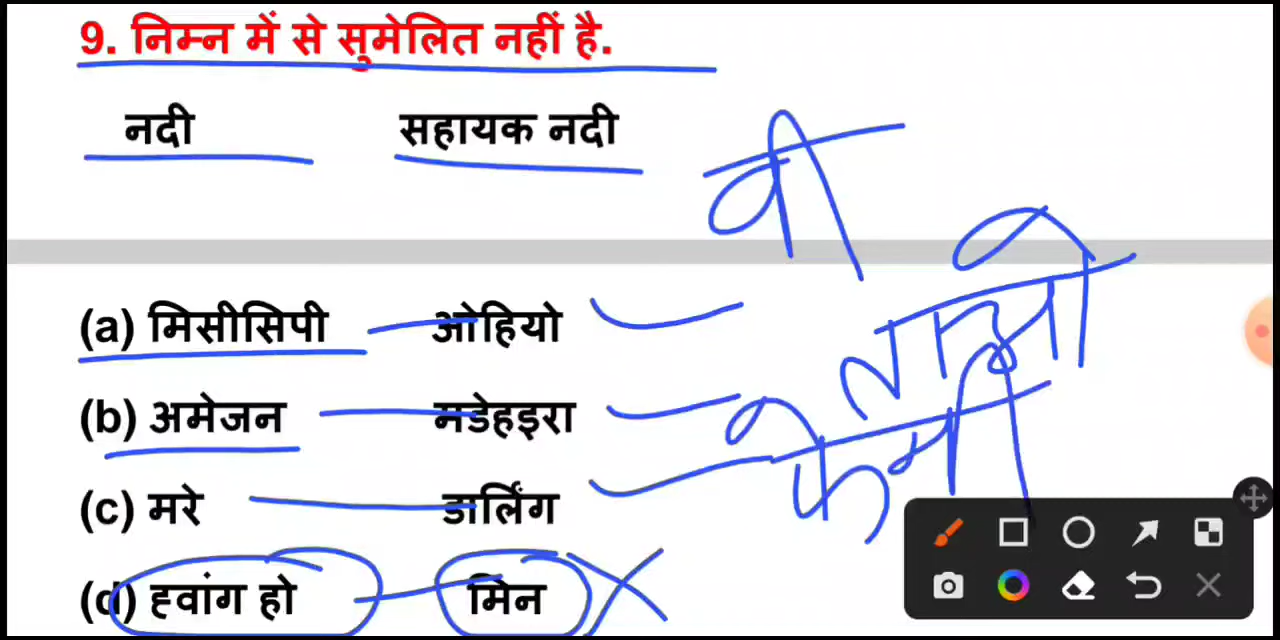 9. निम्न में से सुमेलित नहीं है.
नदी सहायक नदी
(a) मिसीसिपी ओहियो
(b) अमेजन मडेहइरा
(c) मरे डार्लिंग
(d) ह्वांग हो मिन